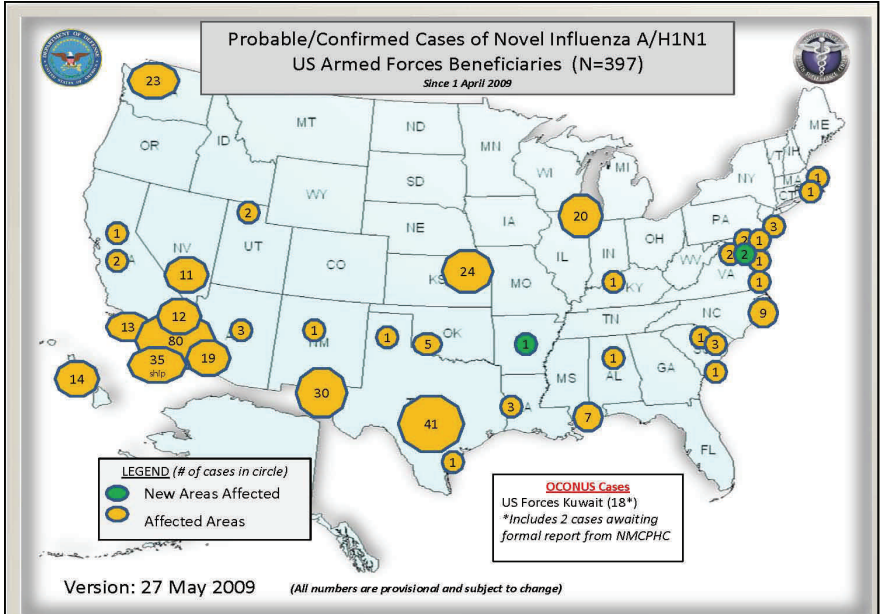 Probable/Confirmed Cases of Novel Influenza A/H1N1
US Armed Forces Beneficiaries (N=397)
Since 1 April 2009
23
MT
ND
MN
ME
OR
ID
WI
MI
NH
SD
NY
MA
1
WY
CT
1
2
20
IA
PA
3
1
NE
NV
UT
IL
IN
OH
2
1
2
CO
24
WV
2
2
1
11
KS
MO
1
KY
VA
1
12
13
80
3
1
NM
1
5
OK
1
TN
NC
9
1
3
35
ship
19
1
AL
GA
1
14
30
41
MS
3
7
1
FL
LEGEND (# of cases in circle)
New Areas Affected
Affected Areas
OCONUS Cases
US Forces Kuwait (18*)
*Includes 2 cases awaiting
formal report from NMCPHC
Version: 27 May 2009
(All numbers are provisional and subject to change)